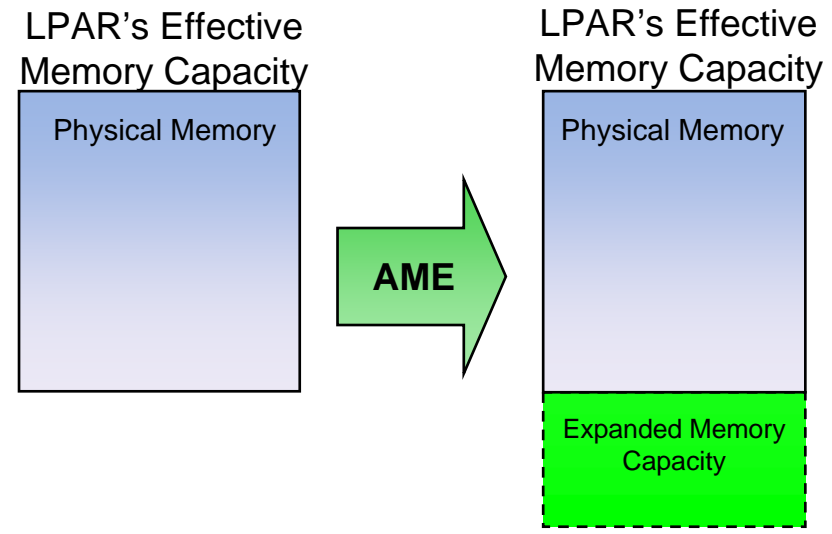 LPAR’s Effective
Memory Capacity
Physical Memory
AME
LPAR’s Effective
Memory Capacity
Physical Memory
Expanded Memory
Capacity